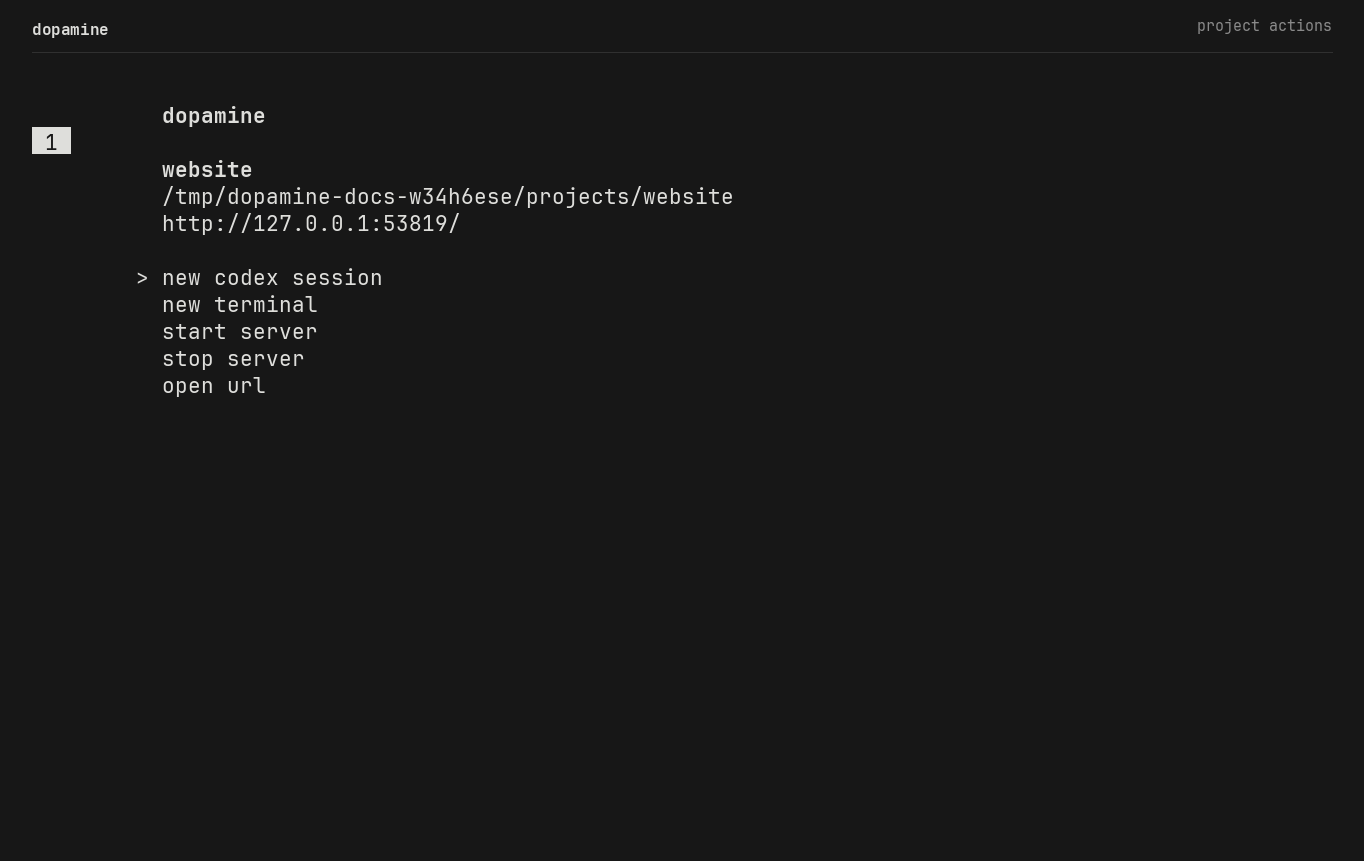 dopamine
project actions
1
dopamine
website
/tmp/dopamine-docs-w34h6ese/projects/website
http://127.0.0.1:53819/
> new codex session
new terminal
start server
stop server
open url